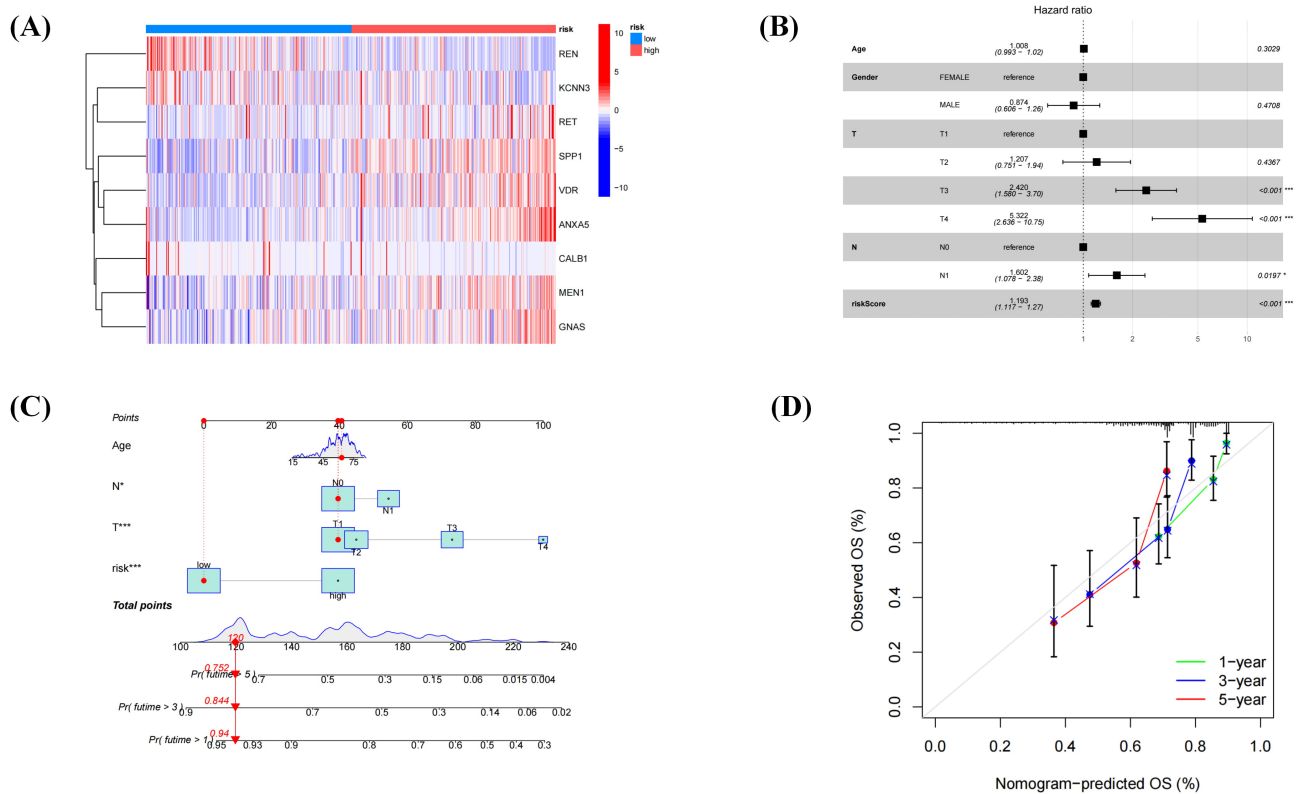 (A)
risk
REN
KCNN3
RET
SPP1
VDR
ANXA5
CALB1
MEN1
GNAS
10
5
0
−5
−10
risk
low
high
(B)
Hazard ratio
Age 1.008 (0.993 − 1.02) 0.3029
Gender FEMALE reference
MALE 0.874 (0.606 − 1.26) 0.4708
T T1 reference
T2 1.207 (0.751 − 1.94) 0.4367
T3 2.420 (1.580 − 3.70) <0.001 ***
T4 5.322 (2.636 − 10.75) <0.001 ***
N N0 reference
N1 1.602 (1.078 − 2.38) 0.0197 *
riskScore 1.193 (1.117 − 1.27) <0.001 ***
1 2 5 10
(C)
Points
0 20 40 60 80 100
Age
15 45 75
N*
N0
N1
T***
T1
T2
T3
T4
risk***
low
high
Total points
120
100 120 140 160 180 200 220 240
0.752
Pr( futime > 5)
0.7 0.5 0.3 0.15 0.06 0.015 0.004
0.844
Pr( futime > 3)
0.9 0.7 0.5 0.3 0.14 0.06 0.02
0.94
Pr( futime > 1)
0.95 0.93 0.9 0.8 0.7 0.6 0.5 0.4 0.3
(D)
Observed OS (%)
1.0
0.8
0.6
0.4
0.2
0.0
1−year
3−year
5−year
0.0 0.2 0.4 0.6 0.8 1.0
Nomogram−predicted OS (%)